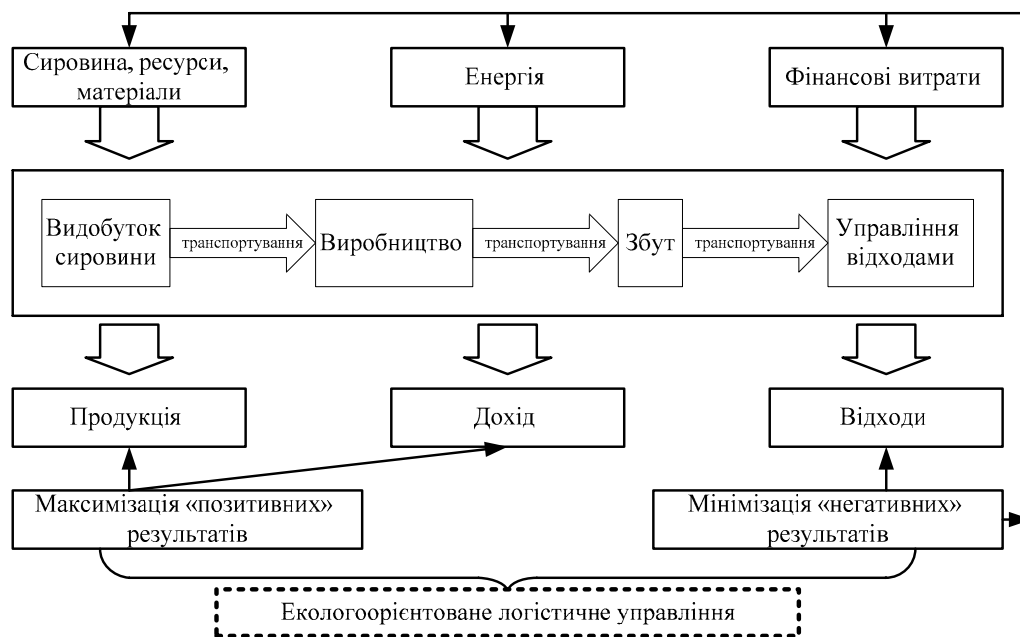 Сировина, ресурси,
матеріали
Енергія
Фінансові витрати
Видобуток
сировини
транспортування
Виробництво
транспортування
Збут
транспортування
Управління
відходами
Продукція
Дохід
Відходи
Максимізація «позитивних»
результатів
Мінімізація «негативних»
результатів
Екологоорієнтоване логістичне управління